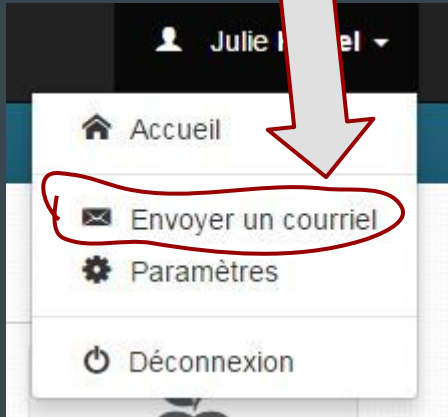 Julie
Accueil
Envoyer un courriel
Paramètres
Déconnexion